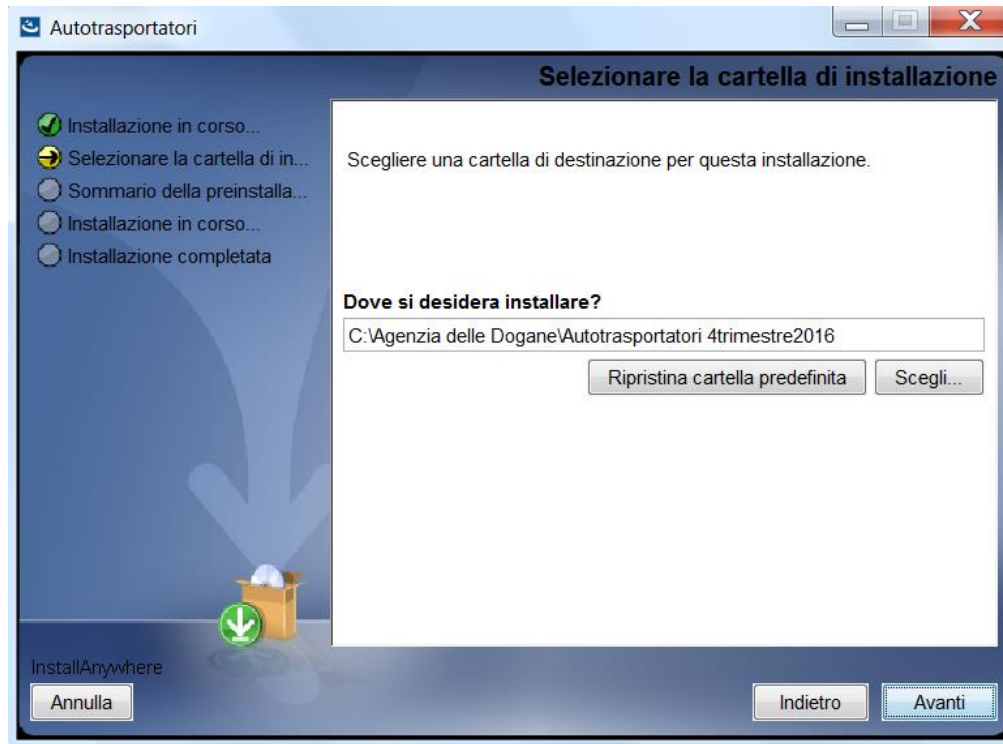 Autotrasportatori
Selezionare la cartella di installazione
Installazione in corso...
Selezionare la cartella di in...
Sommario della preinstalla...
Installazione in corso...
Installazione completata
Scegliere una cartella di destinazione per questa installazione.
Dove si desidera installare?
C:\Agenzia delle Dogane\Autotrasportatori 4trimestre2016
Ripristina cartella predefinita
Scegli...
InstallAnywhere
Annulla
Indietro
Avanti